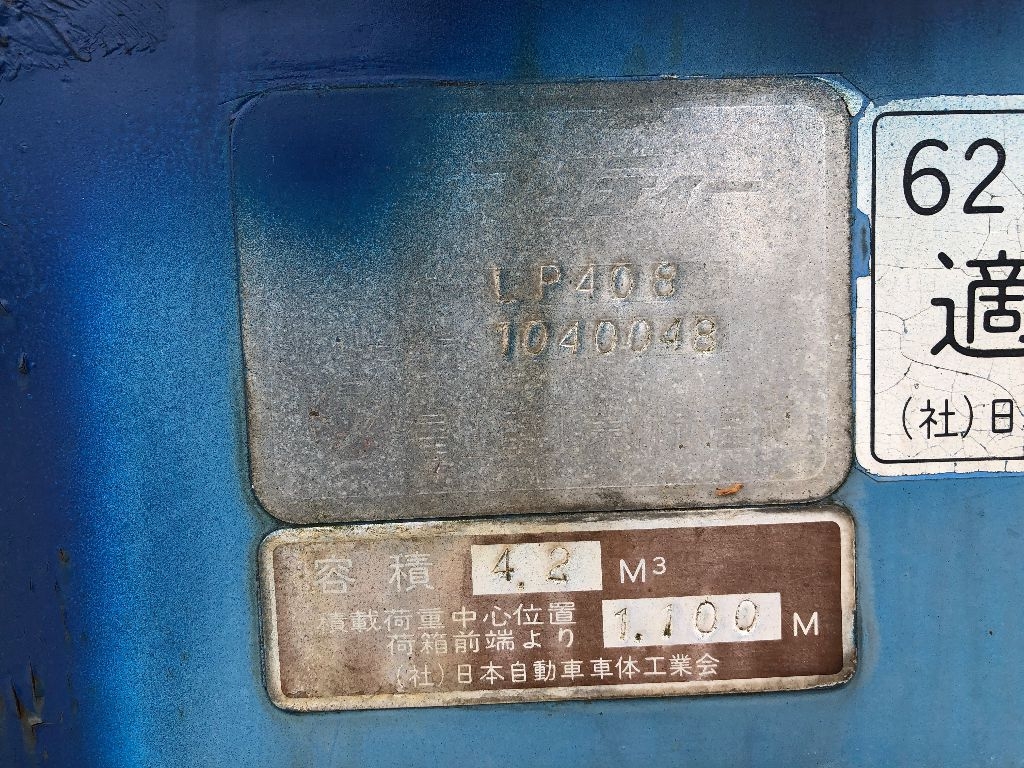 LP408
1040048
62
適
(社)日
容積 4.2 M³
積載荷重中心位置
荷箱前端より 1.100 M
(社)日本自動車車体工業会